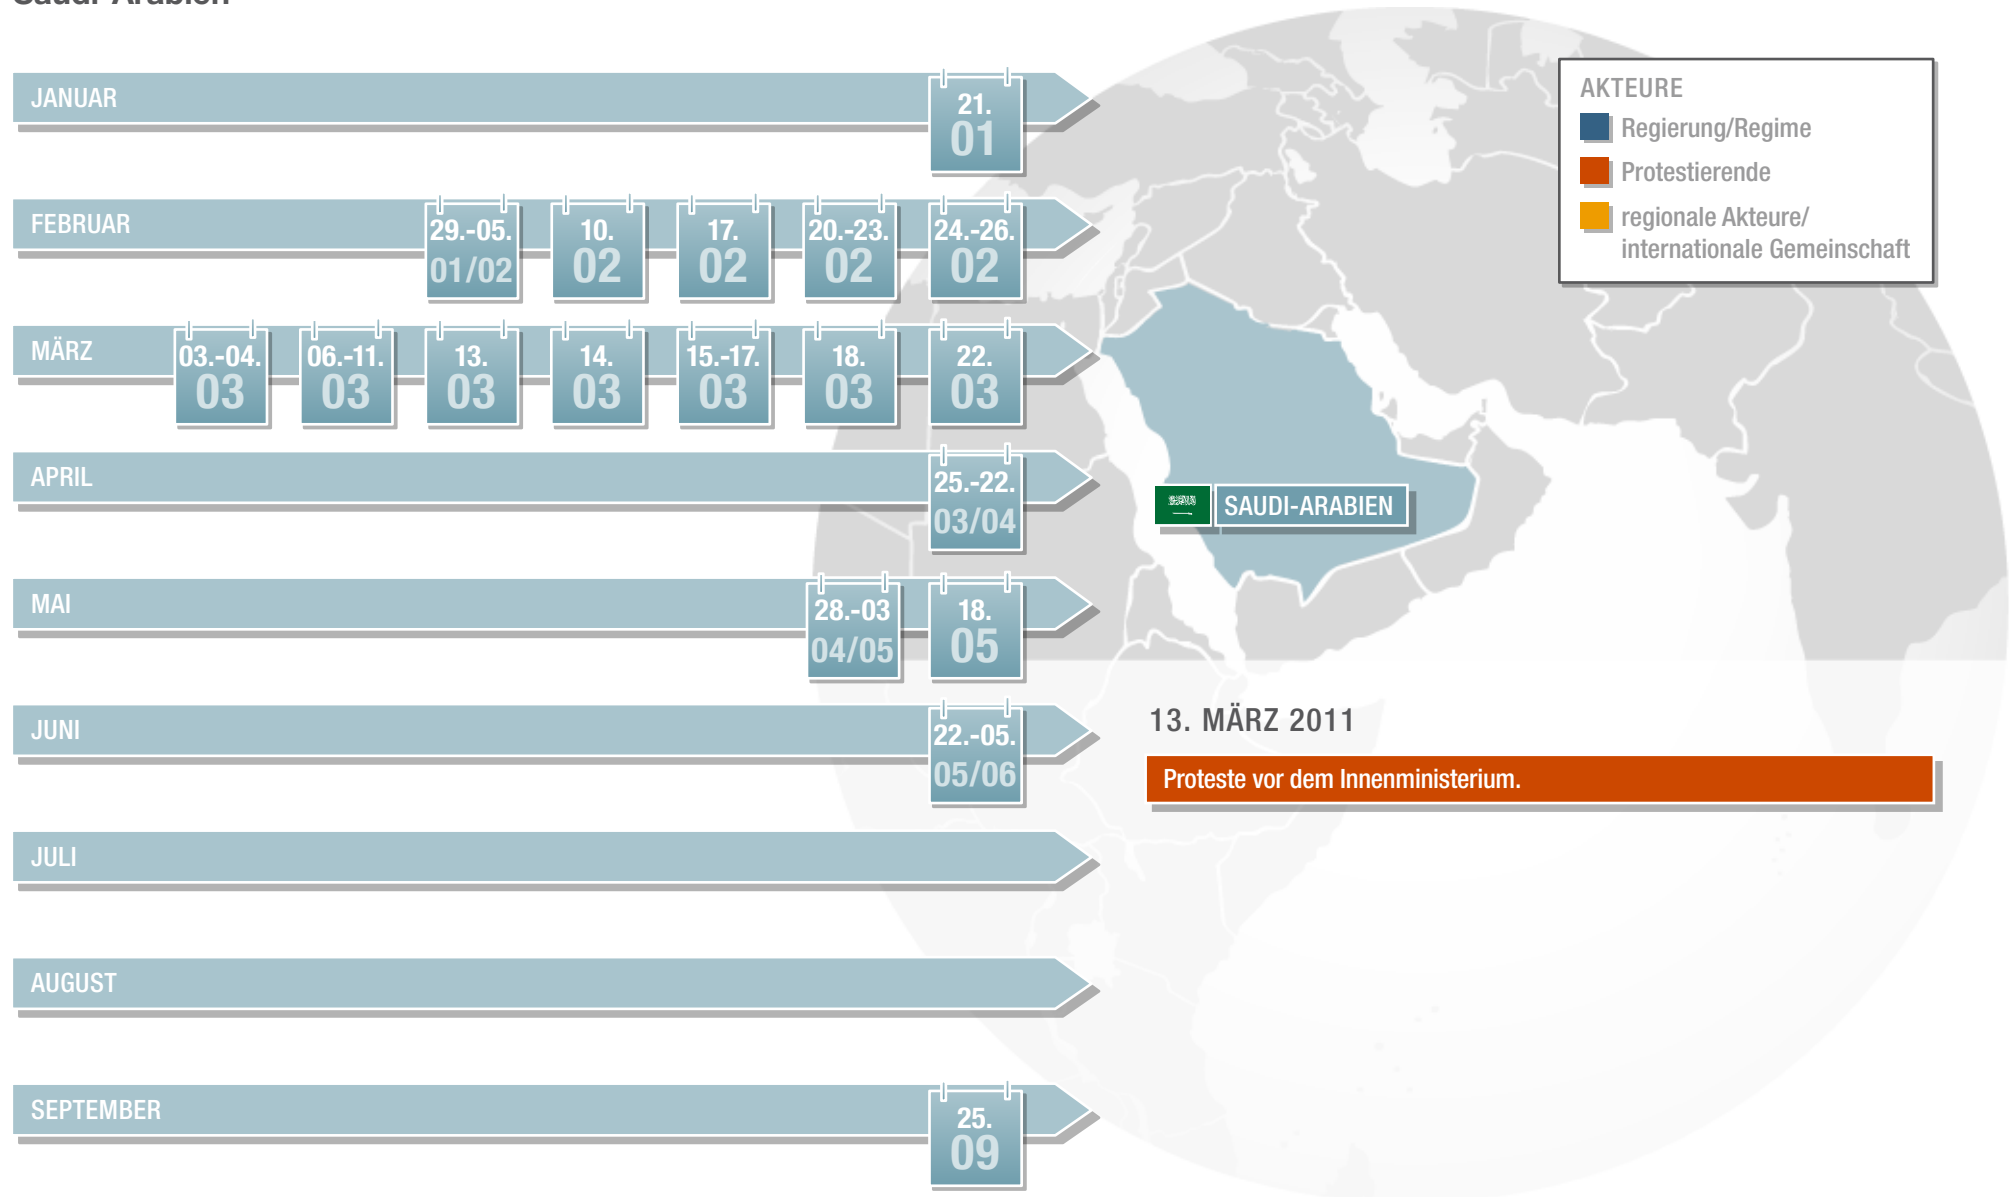 Saudi-Arabien
JANUAR
21.
01
FEBRUAR
29.-05.
01/02
10.
02
17.
02
20.-23.
02
24.-26.
02
MÄRZ
03.-04.
03
06.-11.
03
13.
03
14.
03
15.-17.
03
18.
03
22.
03
APRIL
25.-22.
03/04
MAI
28.-03
04/05
18.
05
JUNI
22.-05.
05/06
JULI
AUGUST
SEPTEMBER
25.
09
AKTEURE
Regierung/Regime
Protestierende
regionale Akteure/
internationale Gemeinschaft
SAUDI-ARABIEN
13. MÄRZ 2011
Proteste vor dem Innenministerium.